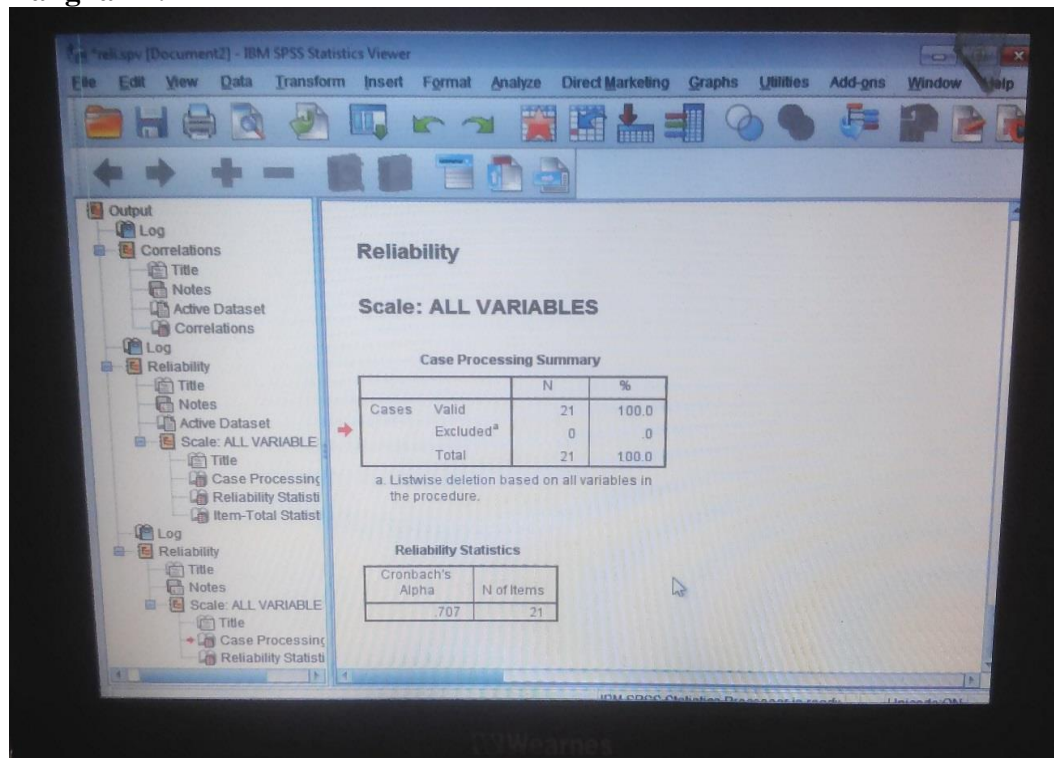 *reli.spv [Document2] - IBM SPSS Statistics Viewer
File Edit View Data Transform Insert Format Analyze Direct Marketing Graphs Utilities Add-ons Window Help
Output
Log
Correlations
Title
Notes
Active Dataset
Correlations
Log
Reliability
Title
Notes
Active Dataset
Scale: ALL VARIABLE
Title
Case Processing
Reliability Statisti
Item-Total Statist
Log
Reliability
Title
Notes
Scale: ALL VARIABLE
Title
Case Processing
Reliability Statisti
Reliability
Scale: ALL VARIABLES
Case Processing Summary
N %
Cases Valid 21 100.0
Excludedª 0 .0
Total 21 100.0
a. Listwise deletion based on all variables in
the procedure.
Reliability Statistics
Cronbach's
Alpha N of Items
.707 21
IBM SPSS Statistics Processor is ready Unicode:ON
Wearnes